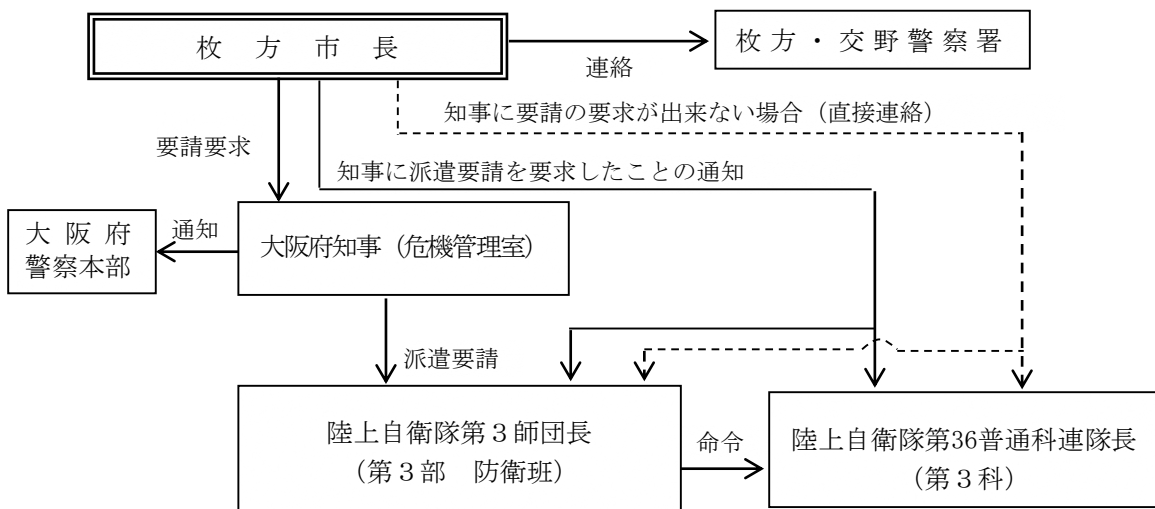 枚方市長
枚方・交野警察署
連絡
知事に要請の要求が出来ない場合（直接連絡）
要請要求
知事に派遣要請を要求したことの通知
大阪府
警察本部
通知
大阪府知事（危機管理室）
派遣要請
陸上自衛隊第３師団長
（第３部　防衛班）
命令
陸上自衛隊第36普通科連隊長
（第３科）